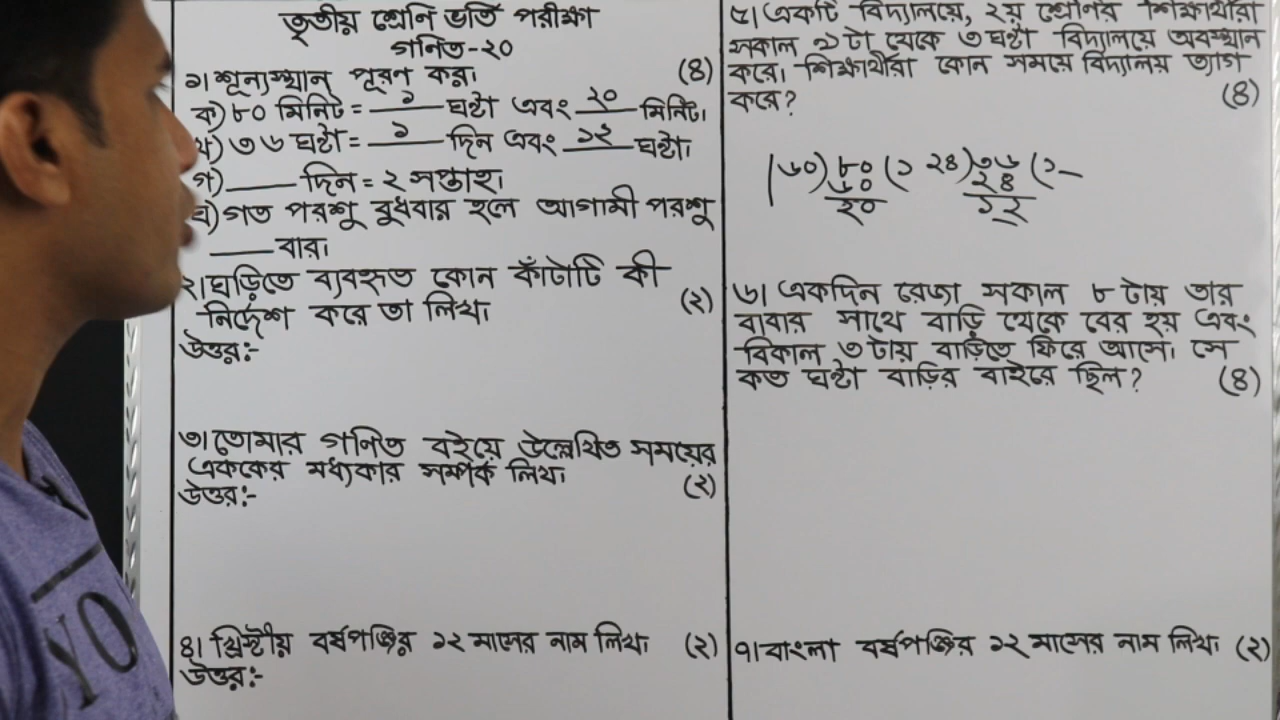 তৃতীয় শ্রেনি ভর্তি পরীক্ষা
গনিত-২০
১। শূন্যস্থান পূরণ কর। (৪)
ক) ৮০ মিনিট = ১ ঘন্টা এবং ২০ মিনিট।
খ) ৩৬ ঘন্টা = ১ দিন এবং ১২ ঘন্টা।
গ) ____ দিন = ২ সপ্তাহ।
ঘ) গত পরশু বুধবার হলে আগামী পরশু
____ বার।
২। ঘড়িতে ব্যবহৃত কোন কাঁটাটি কী
নির্দেশ করে তা লিখ। (২)
উত্তর:-
৩। তোমার গনিত বইয়ে উল্লেখিত সময়ের
এককের মধ্যকার সম্পর্ক লিখ। (২)
উত্তর:-
৪। খ্রিস্টীয় বর্ষপঞ্জির ১২ মাসের নাম লিখ। (২)
উত্তর:-
৫। একটি বিদ্যালয়ে, ২য় শ্রেনির শিক্ষার্থীরা
সকাল ৯ টা থেকে ৩ ঘন্টা বিদ্যালয়ে অবস্থান
করে। শিক্ষার্থীরা কোন সময়ে বিদ্যালয় ত্যাগ
করে? (৪)
৬০) ৮০ (১ ২৪) ৩৬ (১
৬০ ২৪
২০ ১২
৬। একদিন রেজা সকাল ৮ টায় তার
বাবার সাথে বাড়ি থেকে বের হয় এবং
বিকাল ৩ টায় বাড়িতে ফিরে আসে। সে
কত ঘন্টা বাড়ির বাইরে ছিল? (৪)
৭। বাংলা বর্ষপঞ্জির ১২ মাসের নাম লিখ। (২)
YO